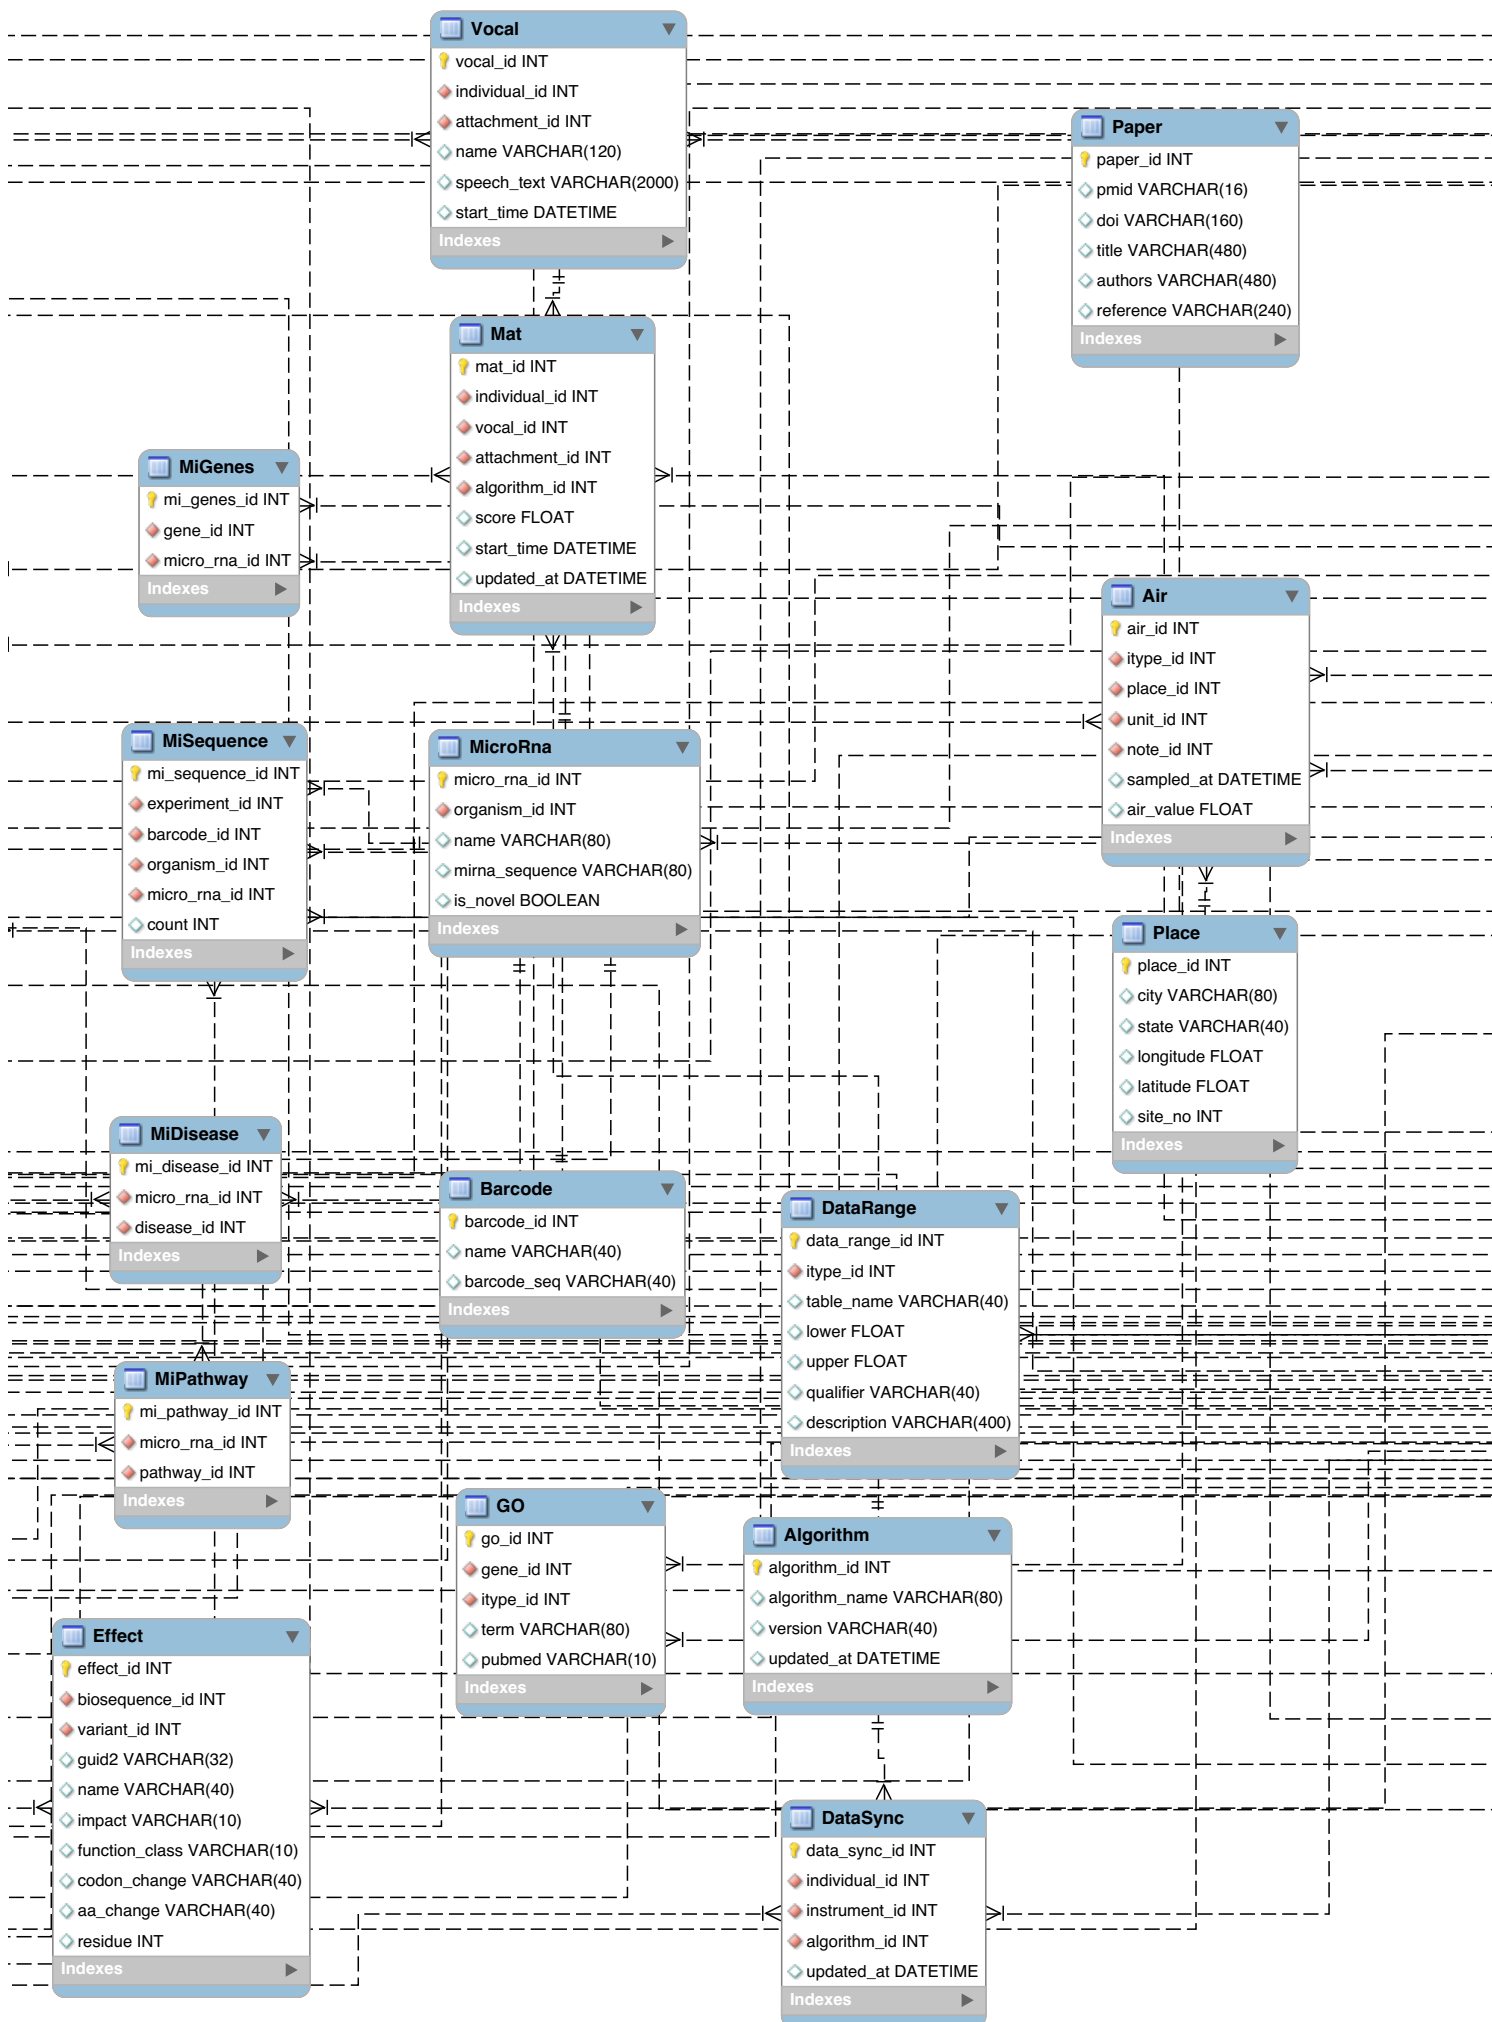 Vocal
vocal_id INT
individual_id INT
attachment_id INT
name VARCHAR(120)
speech_text VARCHAR(2000)
start_time DATETIME
Indexes
Paper
paper_id INT
pmid VARCHAR(16)
doi VARCHAR(160)
title VARCHAR(480)
authors VARCHAR(480)
reference VARCHAR(240)
Indexes
Mat
mat_id INT
individual_id INT
vocal_id INT
attachment_id INT
algorithm_id INT
score FLOAT
start_time DATETIME
updated_at DATETIME
Indexes
MiGenes
mi_genes_id INT
gene_id INT
micro_rna_id INT
Indexes
Air
air_id INT
itype_id INT
place_id INT
unit_id INT
note_id INT
sampled_at DATETIME
air_value FLOAT
Indexes
MiSequence
mi_sequence_id INT
experiment_id INT
barcode_id INT
organism_id INT
micro_rna_id INT
count INT
Indexes
MicroRna
micro_rna_id INT
organism_id INT
name VARCHAR(80)
mirna_sequence VARCHAR(80)
is_novel BOOLEAN
Indexes
Place
place_id INT
city VARCHAR(80)
state VARCHAR(40)
longitude FLOAT
latitude FLOAT
site_no INT
Indexes
MiDisease
mi_disease_id INT
micro_rna_id INT
disease_id INT
Indexes
Barcode
barcode_id INT
name VARCHAR(40)
barcode_seq VARCHAR(40)
Indexes
DataRange
data_range_id INT
itype_id INT
table_name VARCHAR(40)
lower FLOAT
upper FLOAT
qualifier VARCHAR(40)
description VARCHAR(400)
Indexes
MiPathway
mi_pathway_id INT
micro_rna_id INT
pathway_id INT
Indexes
GO
go_id INT
gene_id INT
itype_id INT
term VARCHAR(80)
pubmed VARCHAR(10)
Indexes
Algorithm
algorithm_id INT
algorithm_name VARCHAR(80)
version VARCHAR(40)
updated_at DATETIME
Indexes
Effect
effect_id INT
biosequence_id INT
variant_id INT
guid2 VARCHAR(32)
name VARCHAR(40)
impact VARCHAR(10)
function_class VARCHAR(10)
codon_change VARCHAR(40)
aa_change VARCHAR(40)
residue INT
Indexes
DataSync
data_sync_id INT
individual_id INT
instrument_id INT
algorithm_id INT
updated_at DATETIME
Indexes